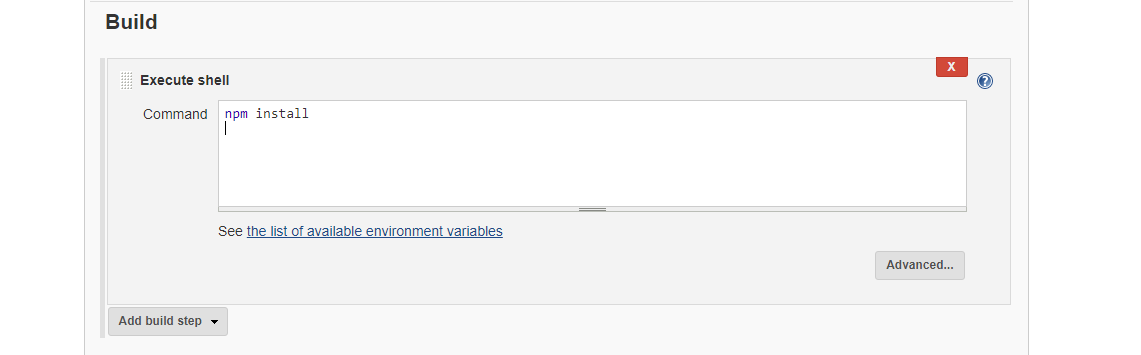 Build
X
Execute shell
?
Command
npm install
See the list of available environment variables
Advanced...
Add build step